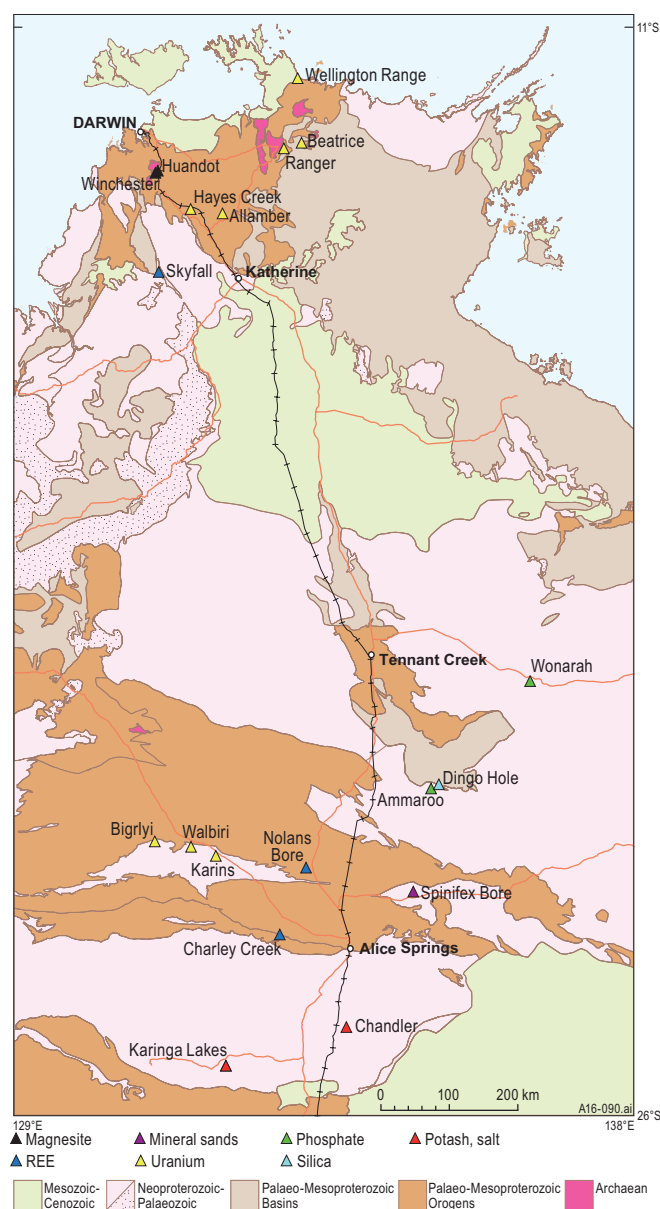 11°S
Wellington Range
DARWIN
Beatrice
Ranger
Huandot
Winchester
Hayes Creek
Allamber
Skyfall
Katherine
Tennant Creek
Wonarah
Dingo Hole
Ammaroo
Bigrlyi
Walbiri
Karins
Nolans
Bore
Spinifex Bore
Charley Creek
Alice Springs
Chandler
Karinga Lakes
0 100 200 km
A16-090.ai
129°E
138°E
26°S
Magnesite
Mineral sands
Phosphate
Potash, salt
REE
Uranium
Silica
Mesozoic-
Cenozoic
Neoproterozoic-
Palaeozoic
Palaeo-Mesoproterozoic
Basins
Palaeo-Mesoproterozoic
Orogens
Archaean